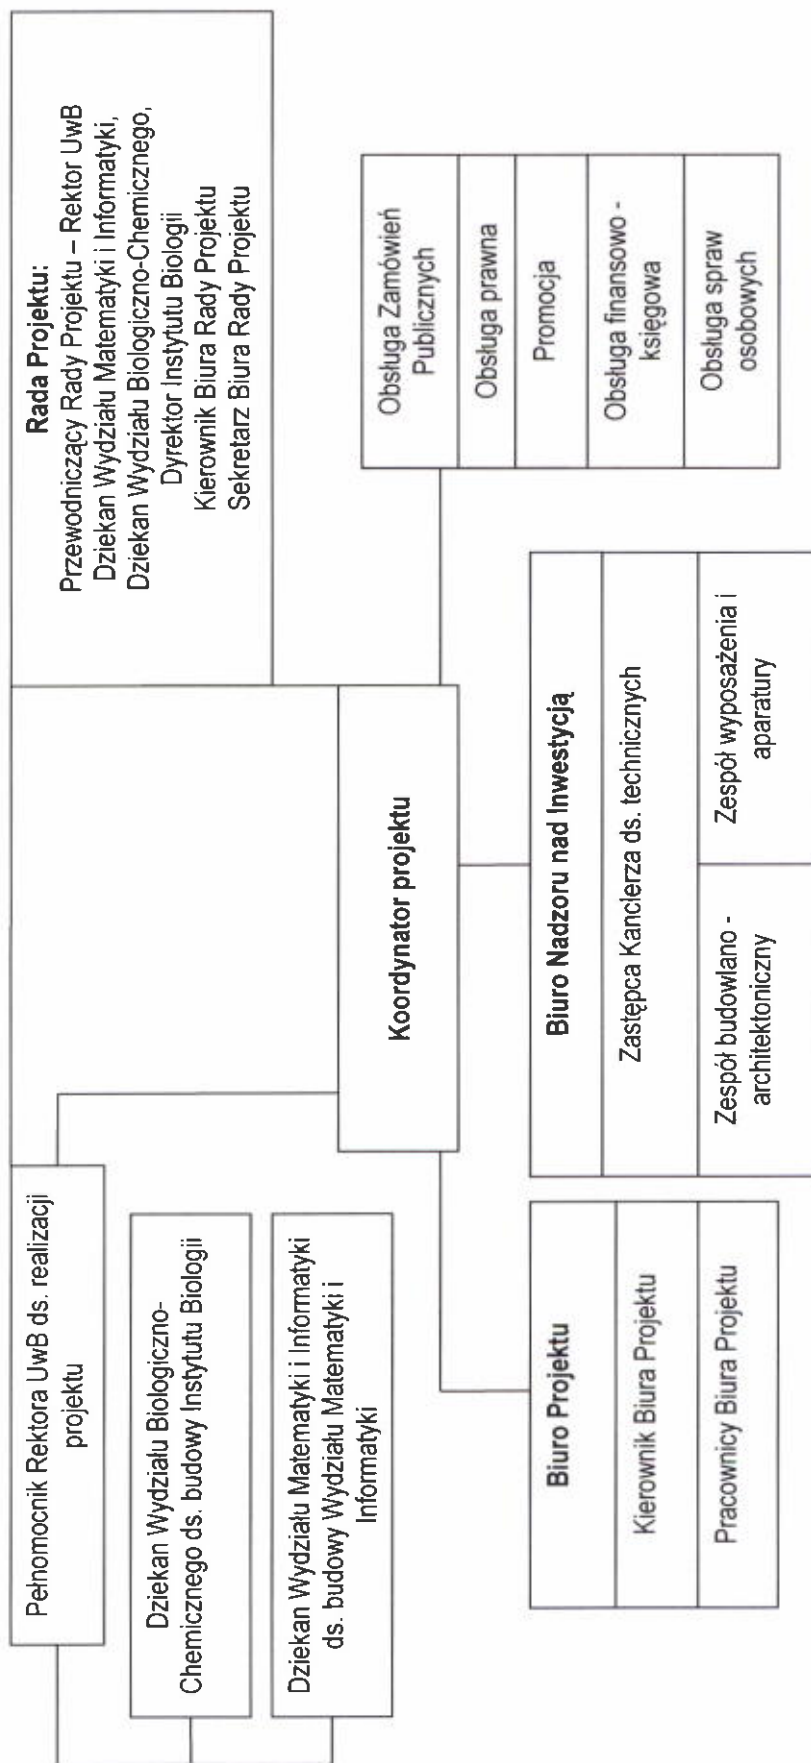 Pełnomocnik Rektora UwB ds. realizacji
projektu
Dziekan Wydziału Biologiczno-
Chemicznego ds. budowy Instytutu Biologii
Dziekan Wydziału Matematyki i Informatyki
ds. budowy Wydziału Matematyki i
Informatyki
Rada Projektu:
Przewodniczący Rady Projektu – Rektor UwB
Dziekan Wydziału Matematyki i Informatyki,
Dziekan Wydziału Biologiczno-Chemicznego,
Dyrektor Instytutu Biologii
Kierownik Biura Rady Projektu
Sekretarz Biura Rady Projektu
Koordynator projektu
Biuro Projektu
Kierownik Biura Projektu
Pracownicy Biura Projektu
Biuro Nadzoru nad Inwestycją
Zastępca Kanclerza ds. technicznych
Zespół budowlano -
architektoniczny
Zespół wyposażenia i
aparatury
Obsługa Zamówień
Publicznych
Obsługa prawna
Promocja
Obsługa finansowo -
księgowa
Obsługa spraw
osobowych